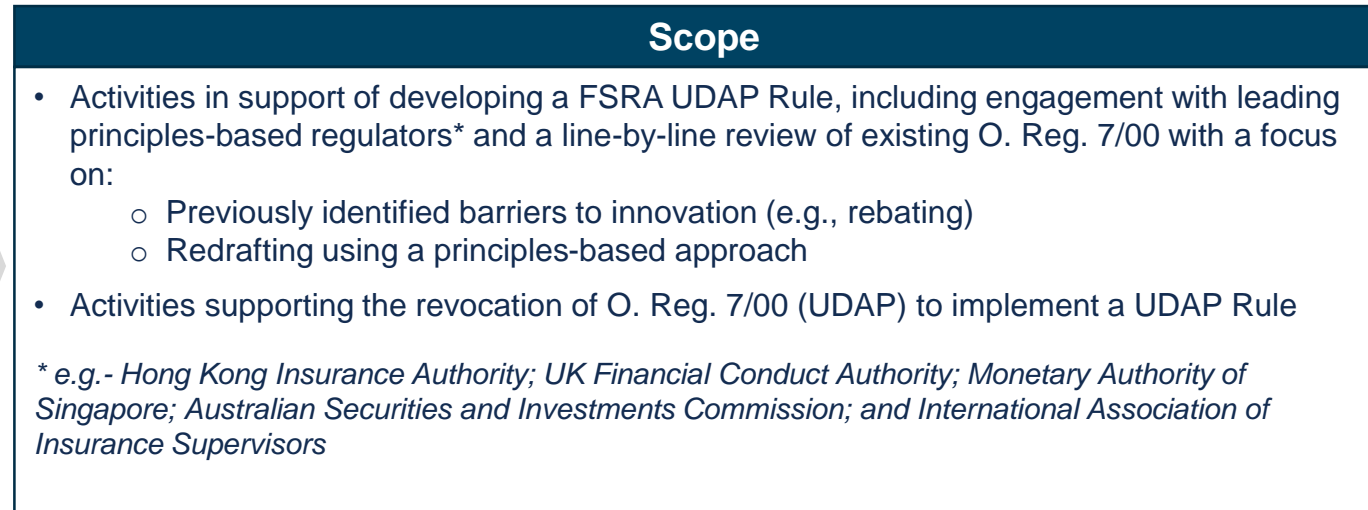 Scope
• Activities in support of developing a FSRA UDAP Rule, including engagement with leading
principles-based regulators* and a line-by-line review of existing O. Reg. 7/00 with a focus
on:
o Previously identified barriers to innovation (e.g., rebating)
o Redrafting using a principles-based approach
• Activities supporting the revocation of O. Reg. 7/00 (UDAP) to implement a UDAP Rule
* e.g.- Hong Kong Insurance Authority; UK Financial Conduct Authority; Monetary Authority of
Singapore; Australian Securities and Investments Commission; and International Association of
Insurance Supervisors